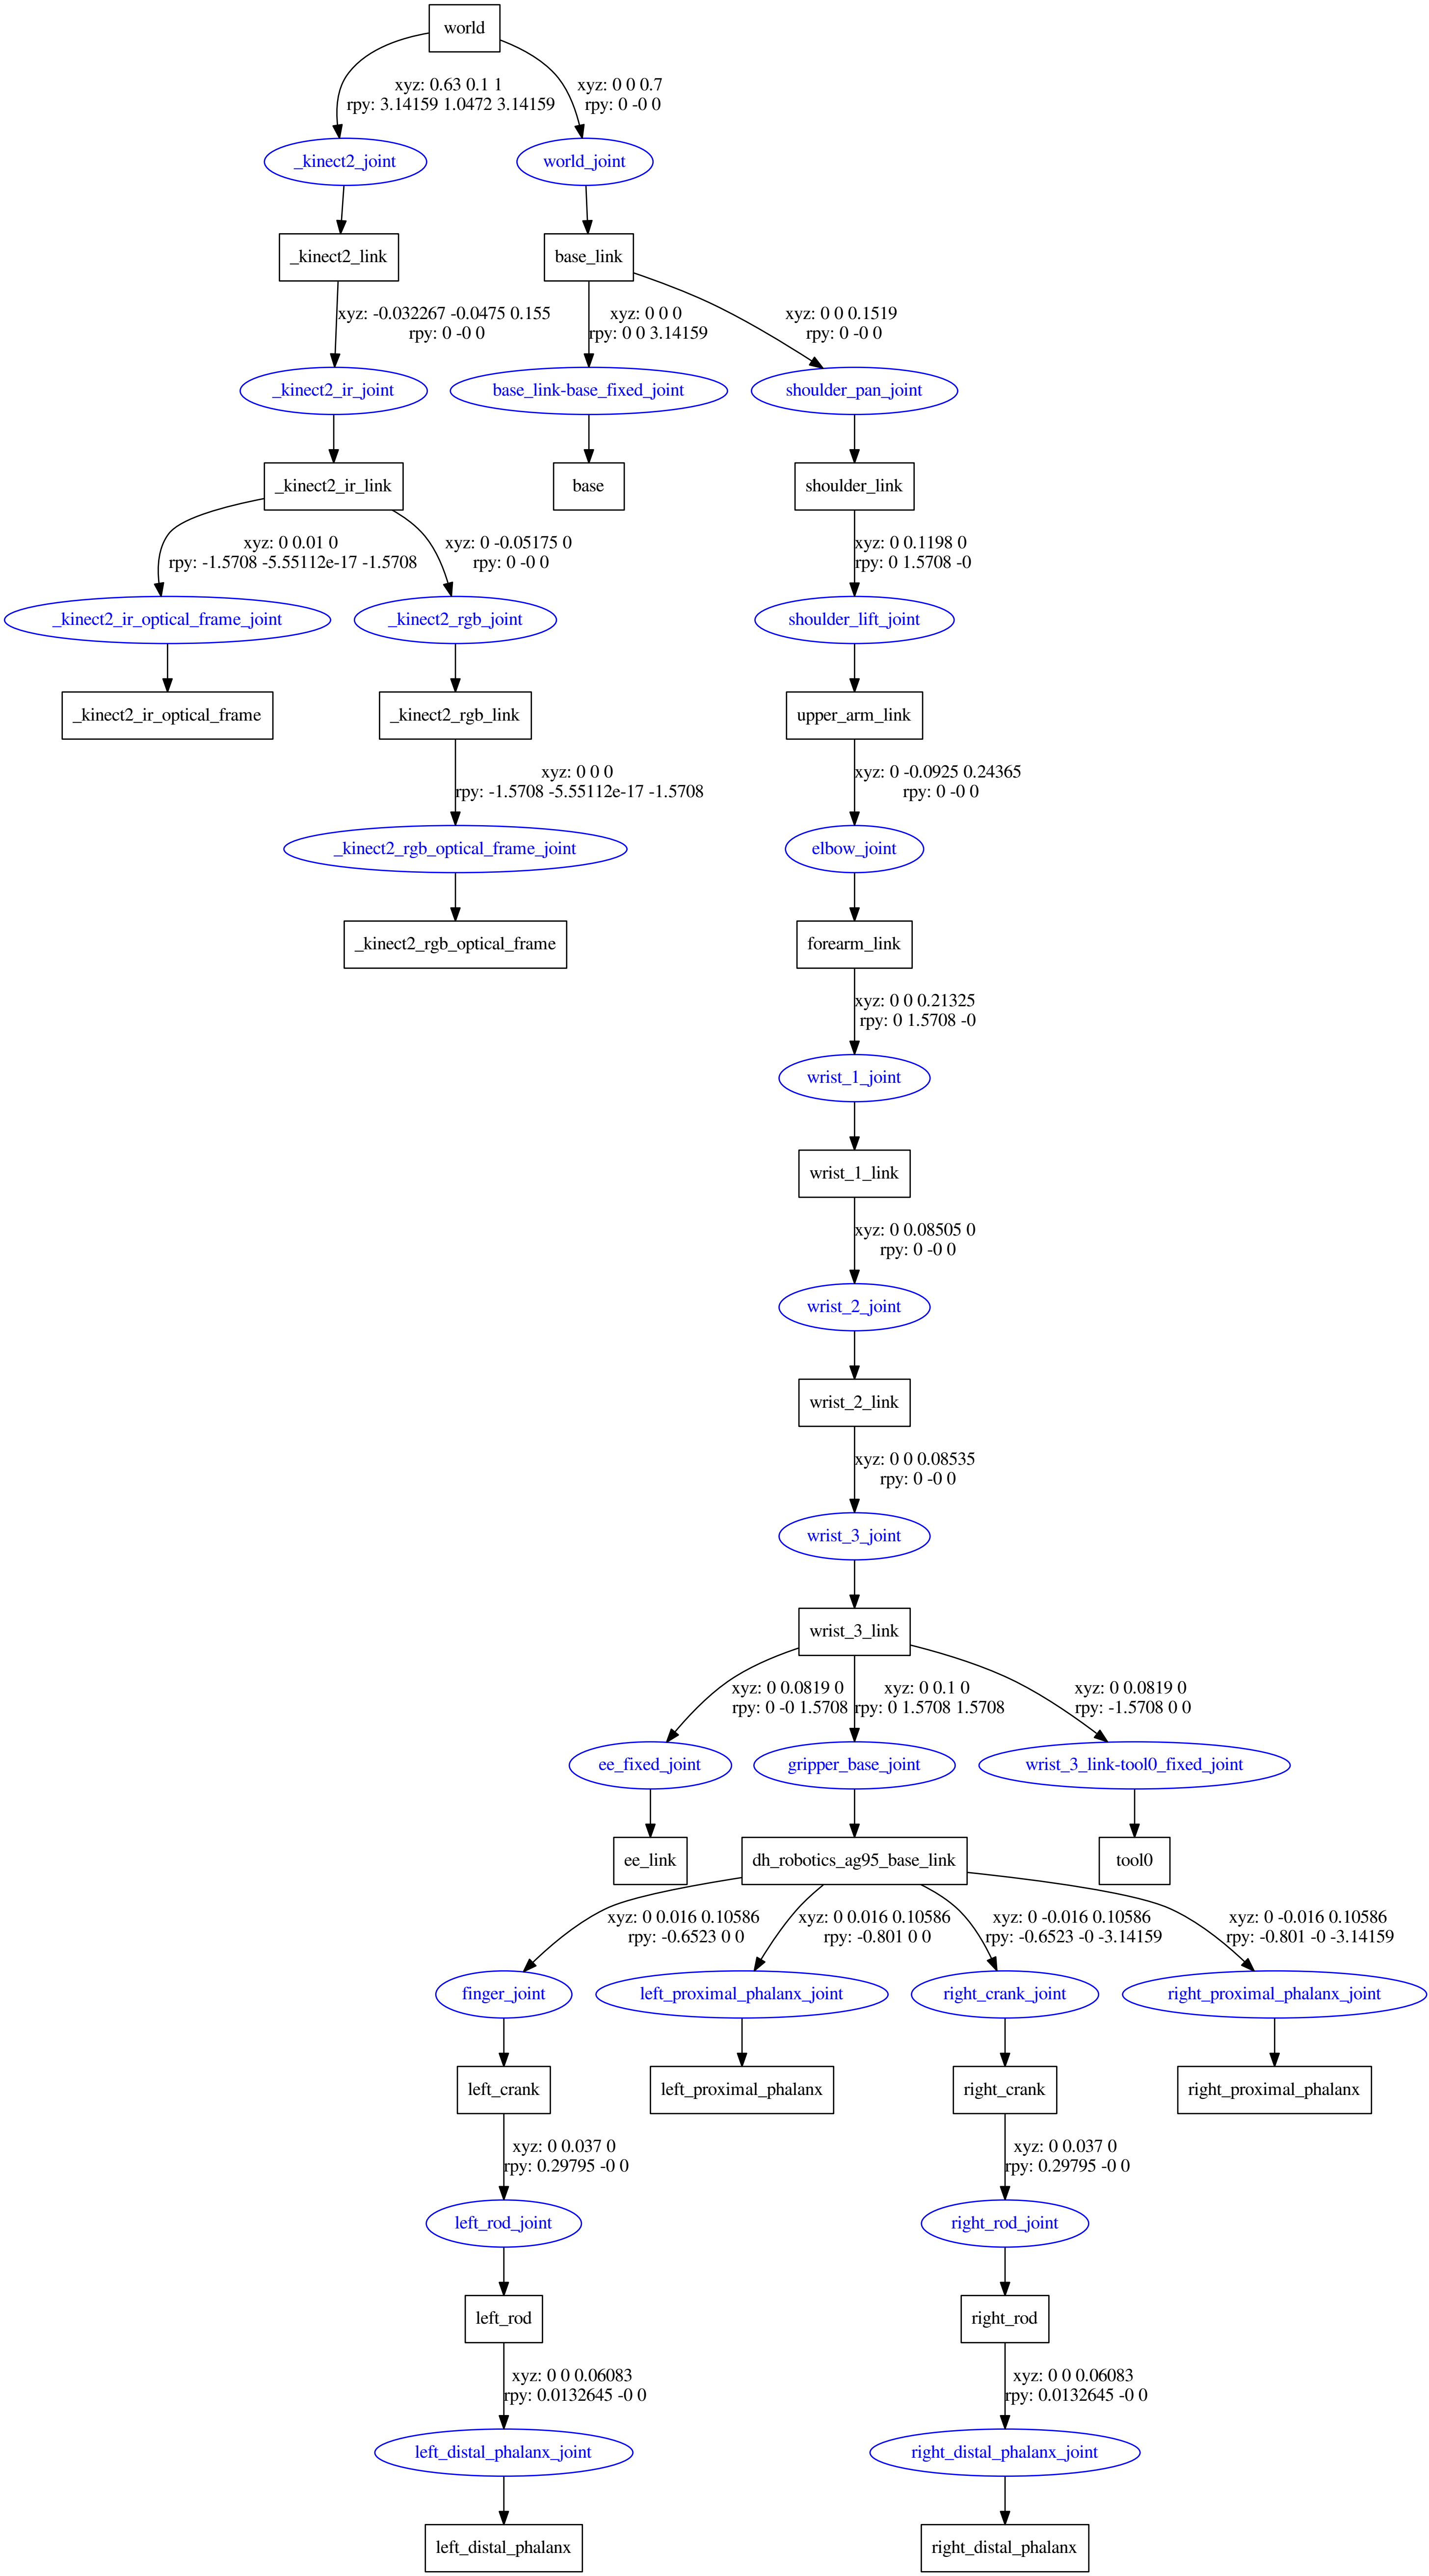 world
xyz: 0.63 0.1 1
rpy: 3.14159 1.0472 3.14159
xyz: 0 0 0.7
rpy: 0 -0 0
_kinect2_joint
world_joint
_kinect2_link
base_link
xyz: -0.032267 -0.0475 0.155
rpy: 0 -0 0
xyz: 0 0 0
rpy: 0 0 3.14159
xyz: 0 0 0.1519
rpy: 0 -0 0
_kinect2_ir_joint
base_link-base_fixed_joint
shoulder_pan_joint
_kinect2_ir_link
base
shoulder_link
xyz: 0 0.01 0
rpy: -1.5708 -5.55112e-17 -1.5708
xyz: 0 -0.05175 0
rpy: 0 -0 0
xyz: 0 0.1198 0
rpy: 0 1.5708 -0
_kinect2_ir_optical_frame_joint
_kinect2_rgb_joint
shoulder_lift_joint
_kinect2_ir_optical_frame
_kinect2_rgb_link
upper_arm_link
xyz: 0 0 0
rpy: -1.5708 -5.55112e-17 -1.5708
xyz: 0 -0.0925 0.24365
rpy: 0 -0 0
_kinect2_rgb_optical_frame_joint
elbow_joint
_kinect2_rgb_optical_frame
forearm_link
xyz: 0 0 0.21325
rpy: 0 1.5708 -0
wrist_1_joint
wrist_1_link
xyz: 0 0.08505 0
rpy: 0 -0 0
wrist_2_joint
wrist_2_link
xyz: 0 0 0.08535
rpy: 0 -0 0
wrist_3_joint
wrist_3_link
xyz: 0 0.0819 0
rpy: 0 -0 1.5708
xyz: 0 0.1 0
rpy: 0 1.5708 1.5708
xyz: 0 0.0819 0
rpy: -1.5708 0 0
ee_fixed_joint
gripper_base_joint
wrist_3_link-tool0_fixed_joint
ee_link
dh_robotics_ag95_base_link
tool0
xyz: 0 0.016 0.10586
rpy: -0.6523 0 0
xyz: 0 0.016 0.10586
rpy: -0.801 0 0
xyz: 0 -0.016 0.10586
rpy: -0.6523 -0 -3.14159
xyz: 0 -0.016 0.10586
rpy: -0.801 -0 -3.14159
finger_joint
left_proximal_phalanx_joint
right_crank_joint
right_proximal_phalanx_joint
left_crank
left_proximal_phalanx
right_crank
right_proximal_phalanx
xyz: 0 0.037 0
rpy: 0.29795 -0 0
xyz: 0 0.037 0
rpy: 0.29795 -0 0
left_rod_joint
right_rod_joint
left_rod
right_rod
xyz: 0 0 0.06083
rpy: 0.0132645 -0 0
xyz: 0 0 0.06083
rpy: 0.0132645 -0 0
left_distal_phalanx_joint
right_distal_phalanx_joint
left_distal_phalanx
right_distal_phalanx